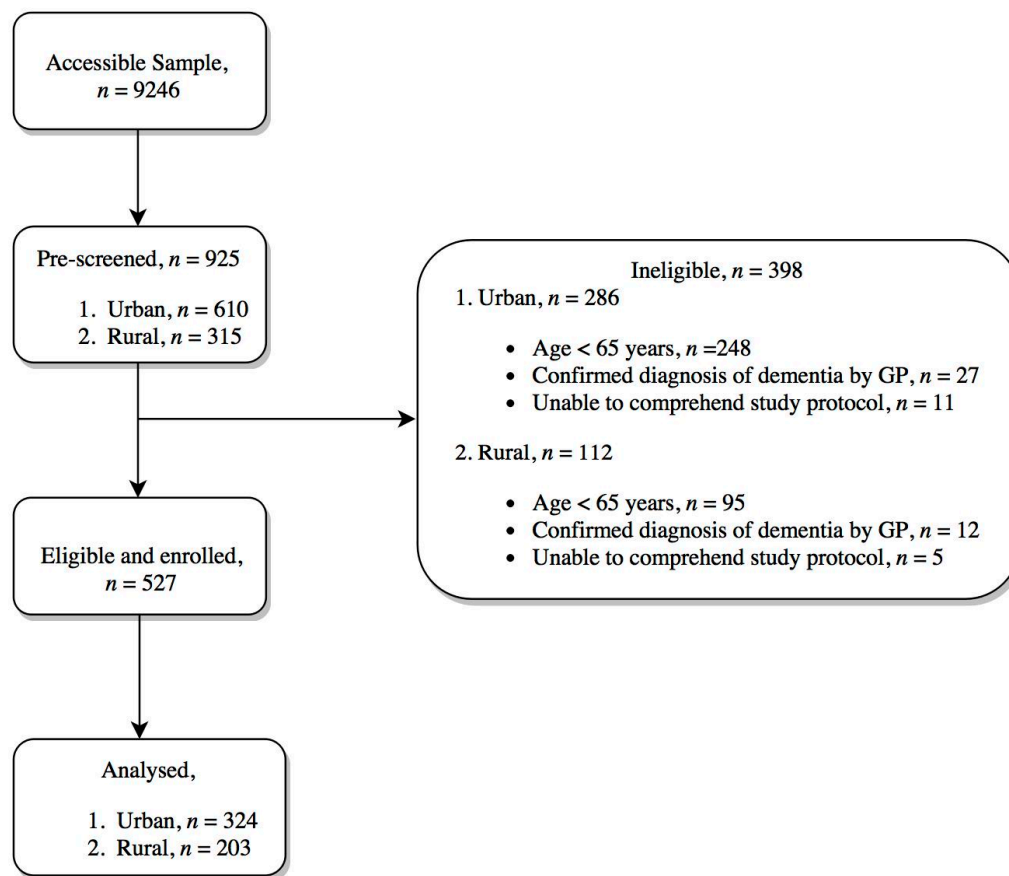 Accessible Sample,
n = 9246
Pre-screened, n = 925
1. Urban, n = 610
2. Rural, n = 315
Ineligible, n = 398
1. Urban, n = 286
• Age < 65 years, n =248
• Confirmed diagnosis of dementia by GP, n = 27
• Unable to comprehend study protocol, n = 11
2. Rural, n = 112
• Age < 65 years, n = 95
• Confirmed diagnosis of dementia by GP, n = 12
• Unable to comprehend study protocol, n = 5
Eligible and enrolled,
n = 527
Analysed,
1. Urban, n = 324
2. Rural, n = 203